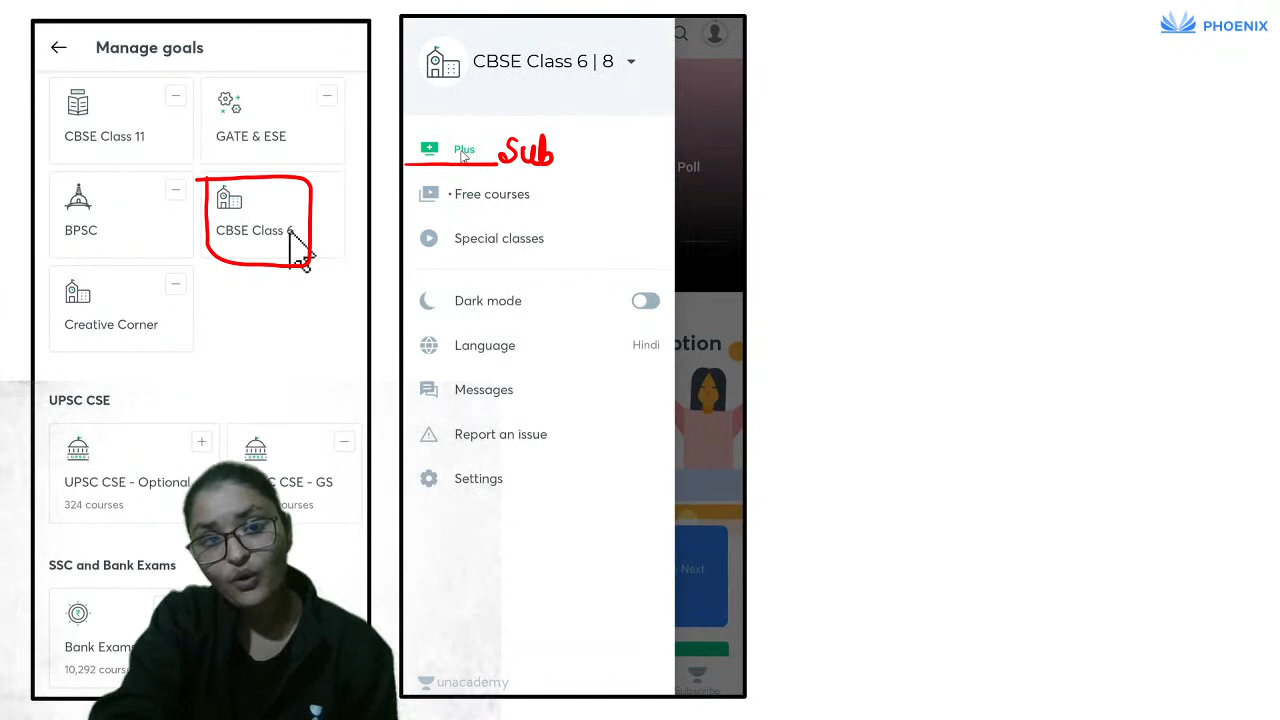 PHOENIX
Manage goals
CBSE Class 11
GATE & ESE
BPSC
CBSE Class 6
Creative Corner
UPSC CSE
UPSC CSE - Optional
324 courses
CSE - GS
SSC and Bank Exams
Bank Exams
10,292
CBSE Class 6 | 8
Plus
Sub
Free courses
Special classes
Dark mode
Language
Hindi
Messages
Report an issue
Settings
unacademy
Poll
Next
Subscribe